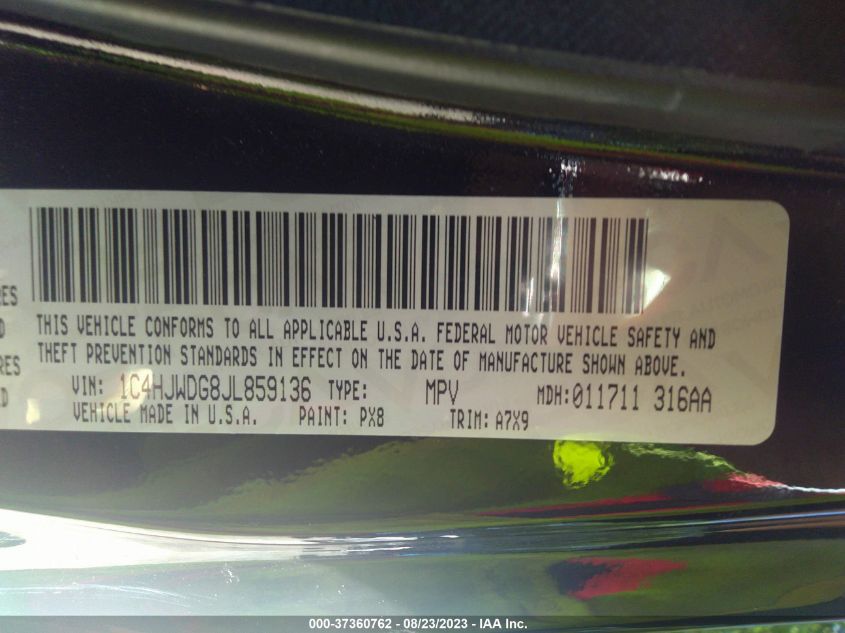 RES
D
RES
D
THIS VEHICLE CONFORMS TO ALL APPLICABLE U.S.A. FEDERAL MOTOR VEHICLE SAFETY AND
THEFT PREVENTION STANDARDS IN EFFECT ON THE DATE OF MANUFACTURE SHOWN ABOVE.
VIN: 1C4HJWDG8JL859136 TYPE: MPV MDH:011711 316AA
VEHICLE MADE IN U.S.A. PAINT: PX8 TRIM: A7X9
000-37360762 - 08/23/2023 - IAA Inc.